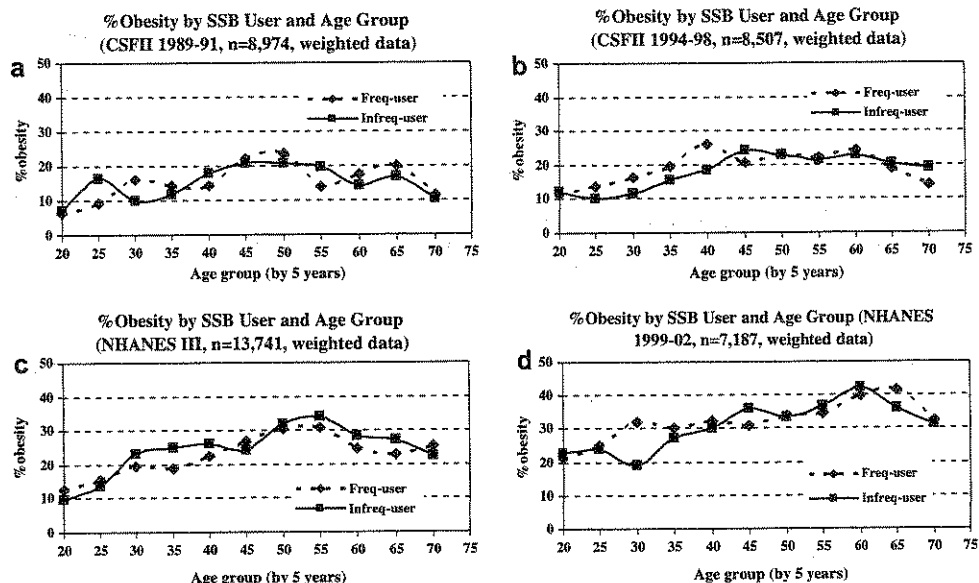 %Obesity by SSB User and Age Group
(CSFII 1989-91, n=8,974, weighted data)
a
50
40
30
20
10
0
%obesity
Freq-user
Infreq-user
20 25 30 35 40 45 50 55 60 65 70 75
Age group (by 5 years)
%Obesity by SSB User and Age Group
(CSFII 1994-98, n=8,507, weighted data)
b
50
40
30
20
10
0
%obesity
Freq-user
Infreq-user
20 25 30 35 40 45 50 55 60 65 70 75
Age group (by 5 years)
%Obesity by SSB User and Age Group
(NHANES III, n=13,741, weighted data)
c
50
40
30
20
10
0
%obesity
Freq-user
Infreq-user
20 25 30 35 40 45 50 55 60 65 70 75
Age group (by 5 years)
%Obesity by SSB User and Age Group (NHANES
1999-02, n=7,187, weighted data)
d
50
40
30
20
10
0
%obesity
Freq-user
Infreq-user
20 25 30 35 40 45 50 55 60 65 70 75
Age group (by 5 years)